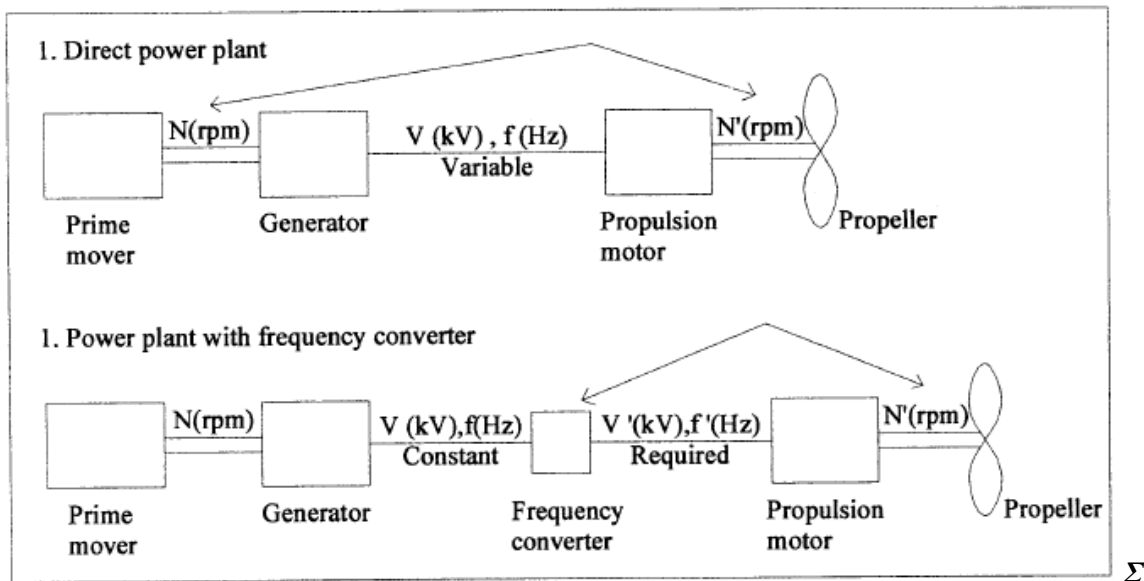 1. Direct power plant
N(rpm)
V (kV) , f (Hz)
Variable
N'(rpm)
Prime
mover
Generator
Propulsion
motor
Propeller
1. Power plant with frequency converter
N(rpm)
V (kV),f(Hz)
Constant
V '(kV),f '(Hz)
Required
N'(rpm)
Prime
mover
Generator
Frequency
converter
Propulsion
motor
Propeller
Σ